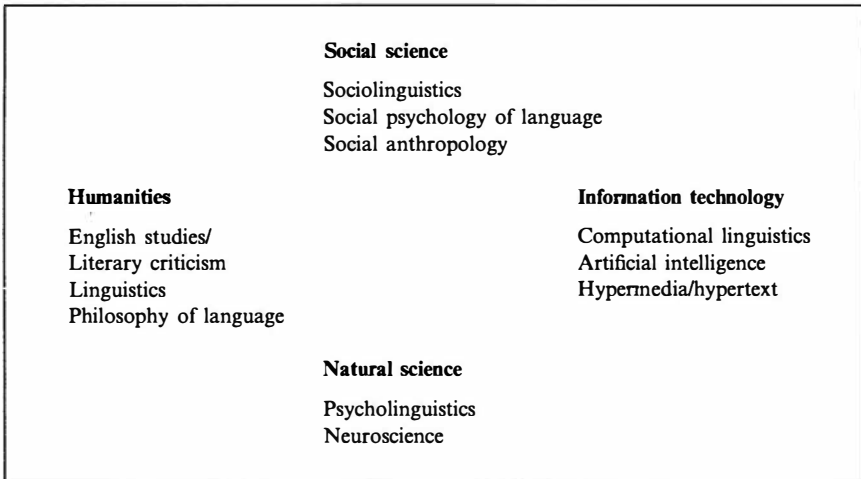 Social science
Sociolinguistics
Social psychology of language
Social anthropology
Humanities
English studies/
Literary criticism
Linguistics
Philosophy of language
Information technology
Computational linguistics
Artificial intelligence
Hypermedia/hypertext
Natural science
Psycholinguistics
Neuroscience